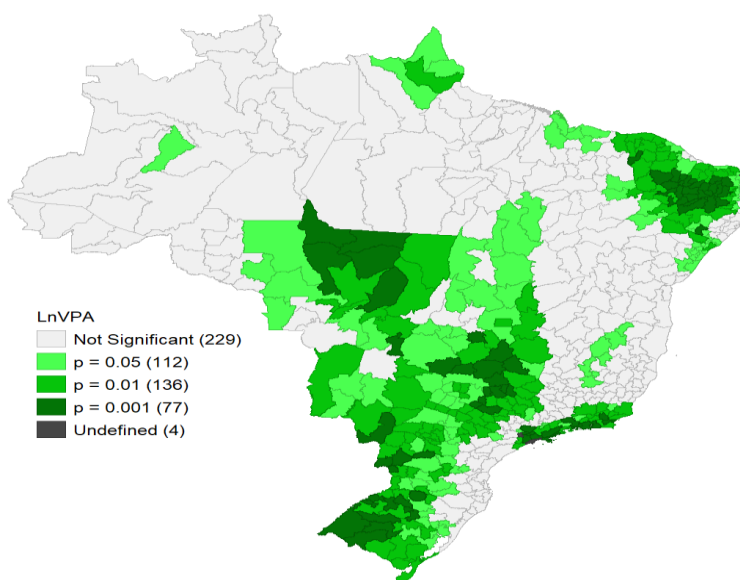 LnVPA
Not Significant (229)
p = 0.05 (112)
p = 0.01 (136)
p = 0.001 (77)
Undefined (4)